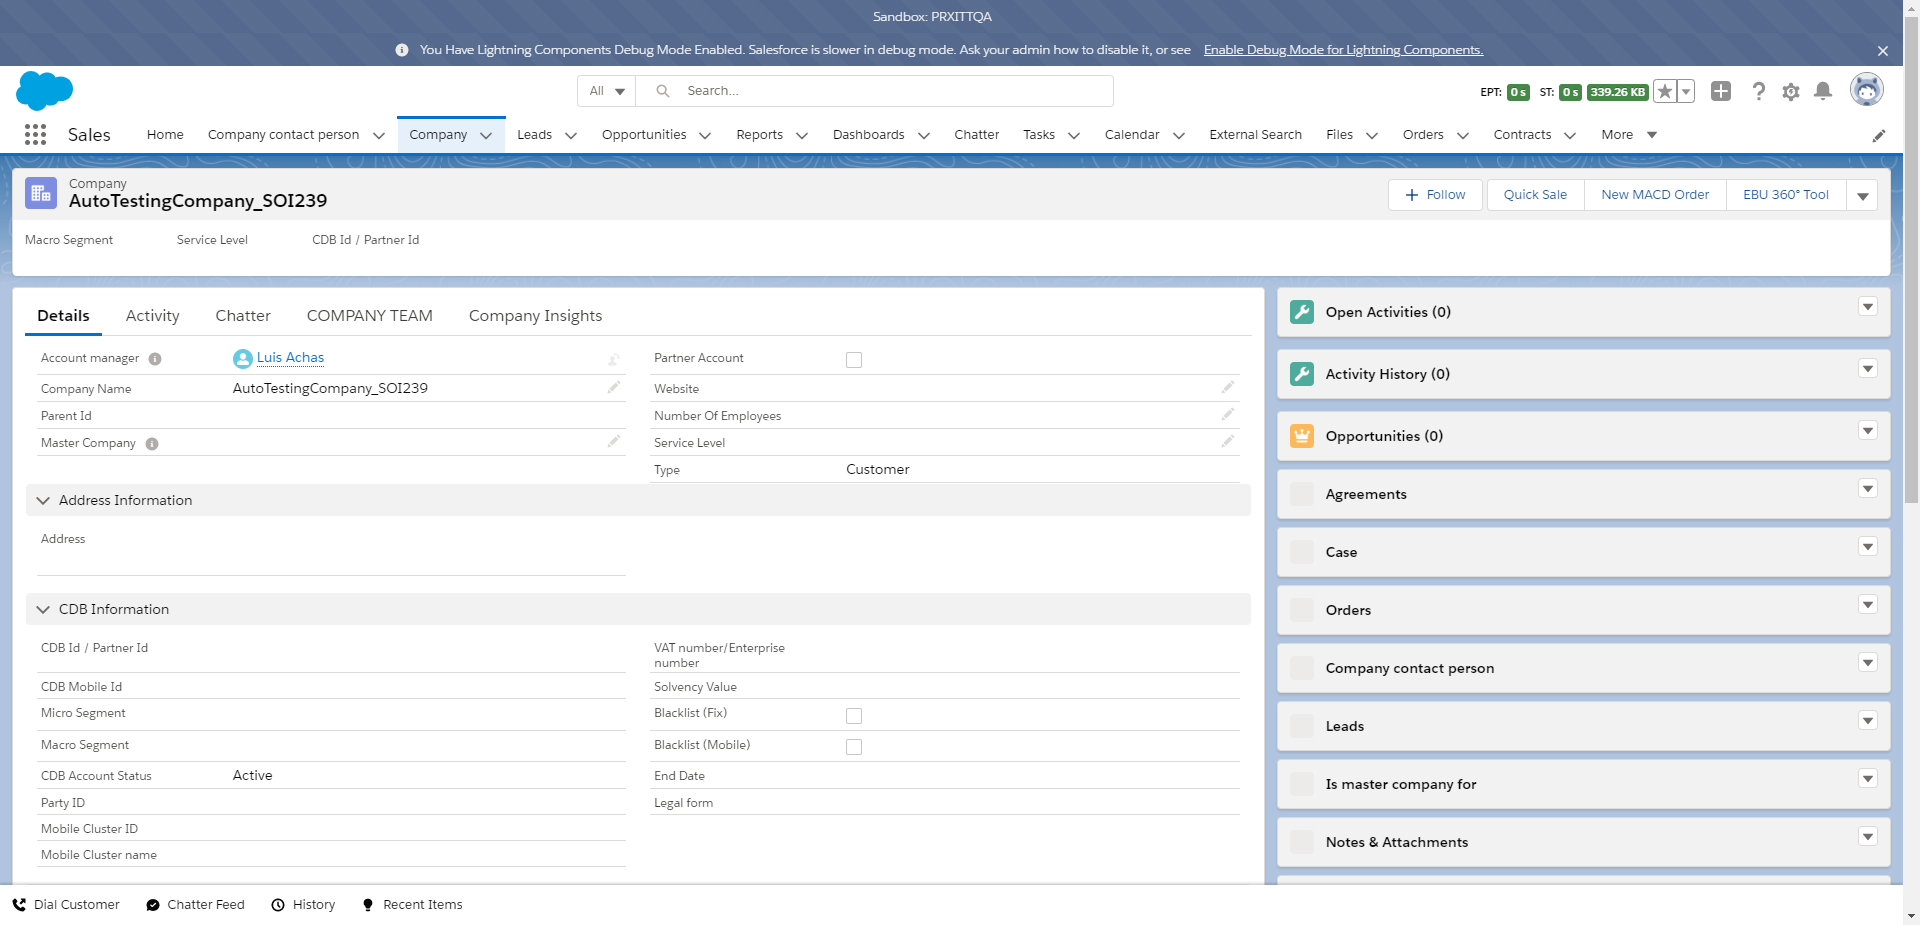 Sandbox: PRXITTQA
You Have Lightning Components Debug Mode Enabled. Salesforce is slower in debug mode. Ask your admin how to disable it, or see Enable Debug Mode for Lightning Components.
All Search...
EPT: 0 s ST: 0 s 339.26 KB
Sales Home Company contact person Company Leads Opportunities Reports Dashboards Chatter Tasks Calendar External Search Files Orders Contracts More
Company
AutoTestingCompany_SOI239
Follow Quick Sale New MACD Order EBU 360° Tool
Macro Segment Service Level CDB Id / Partner Id
Details Activity Chatter COMPANY TEAM Company Insights
Account manager Luis Achas
Company Name AutoTestingCompany_SOI239
Parent Id
Master Company
Partner Account
Website
Number Of Employees
Service Level
Type Customer
Address Information
Address
CDB Information
CDB Id / Partner Id
CDB Mobile Id
Micro Segment
Macro Segment
CDB Account Status Active
Party ID
Mobile Cluster ID
Mobile Cluster name
VAT number/Enterprise
number
Solvency Value
Blacklist (Fix)
Blacklist (Mobile)
End Date
Legal form
Open Activities (0)
Activity History (0)
Opportunities (0)
Agreements
Case
Orders
Company contact person
Leads
Is master company for
Notes & Attachments
Dial Customer Chatter Feed History Recent Items